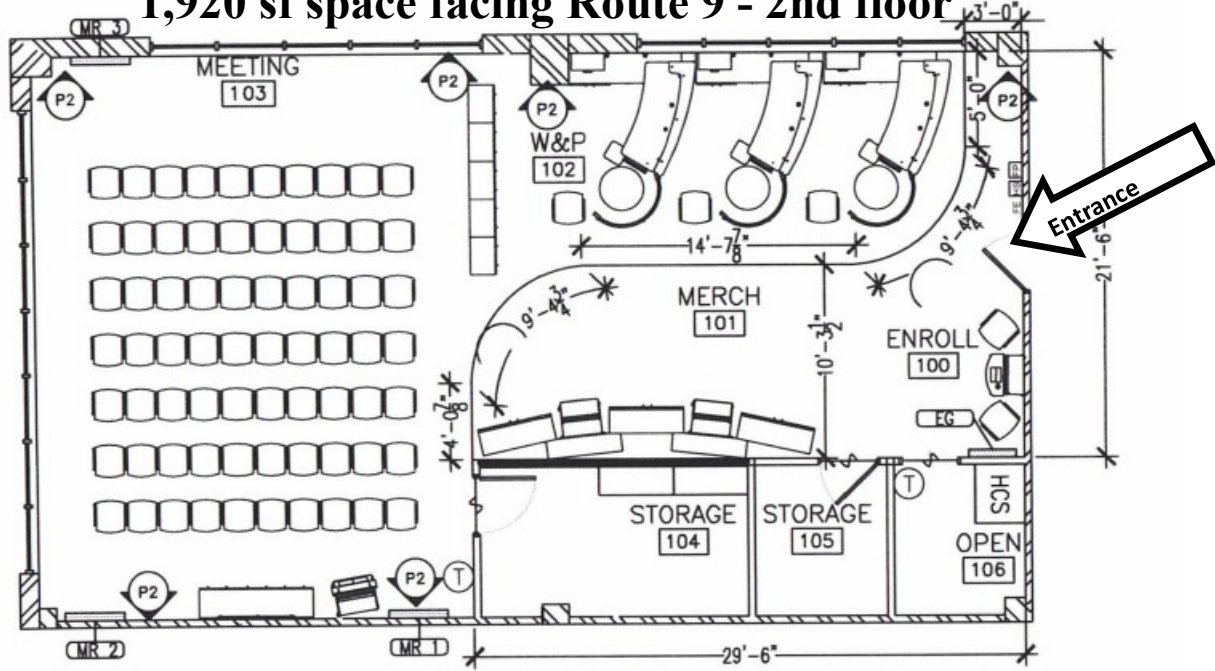 1,920 sf space facing Route 9 - 2nd floor
MR 3
3'-0"
MEETING
103
P2
P2
P2
P2
5'-0"
W&P
102
FE
Entrance
14'-7 7/8"
9'-4 3/4"
21'-6"
9'-4 3/4"
MERCH
101
10'-3 1/2"
ENROLL
100
EG
4'-0 7/8"
HCS
T
STORAGE
104
STORAGE
105
OPEN
106
P2
P2
T
MR 2
MR 1
29'-6"